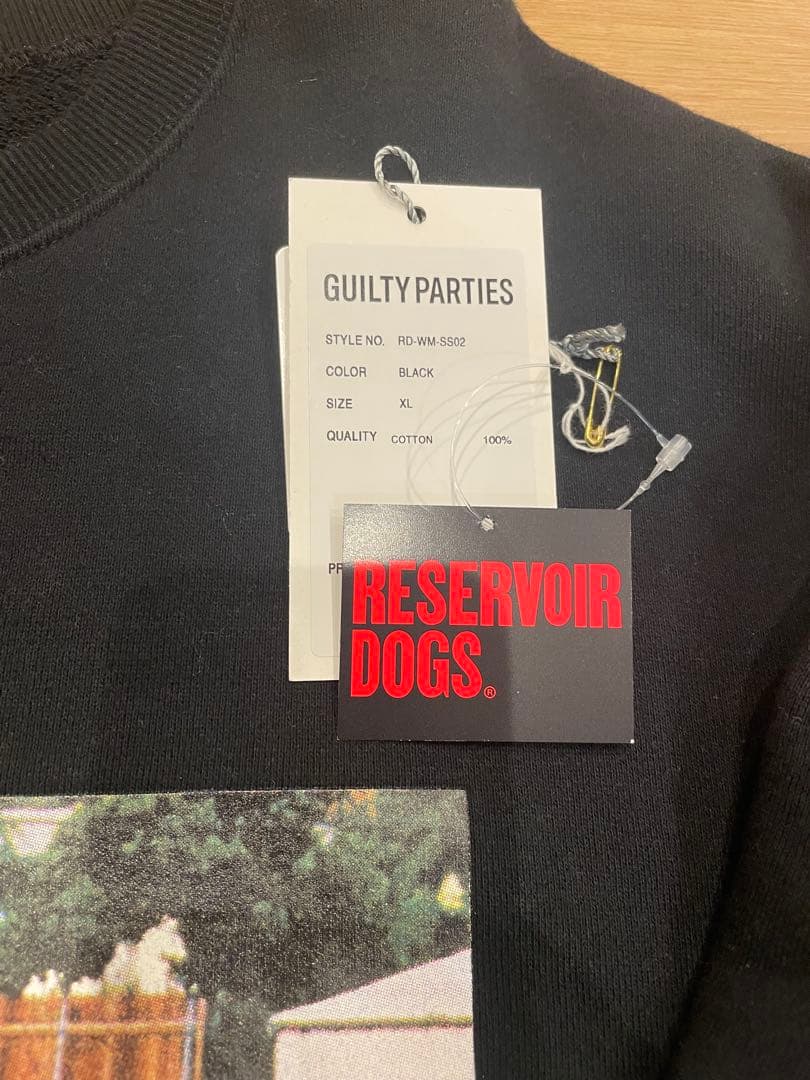 GUILTY PARTIES
STYLE NO. RD-WM-SS02
COLOR BLACK
SIZE XL
QUALITY COTTON 100%
RESERVOIR
DOGS®